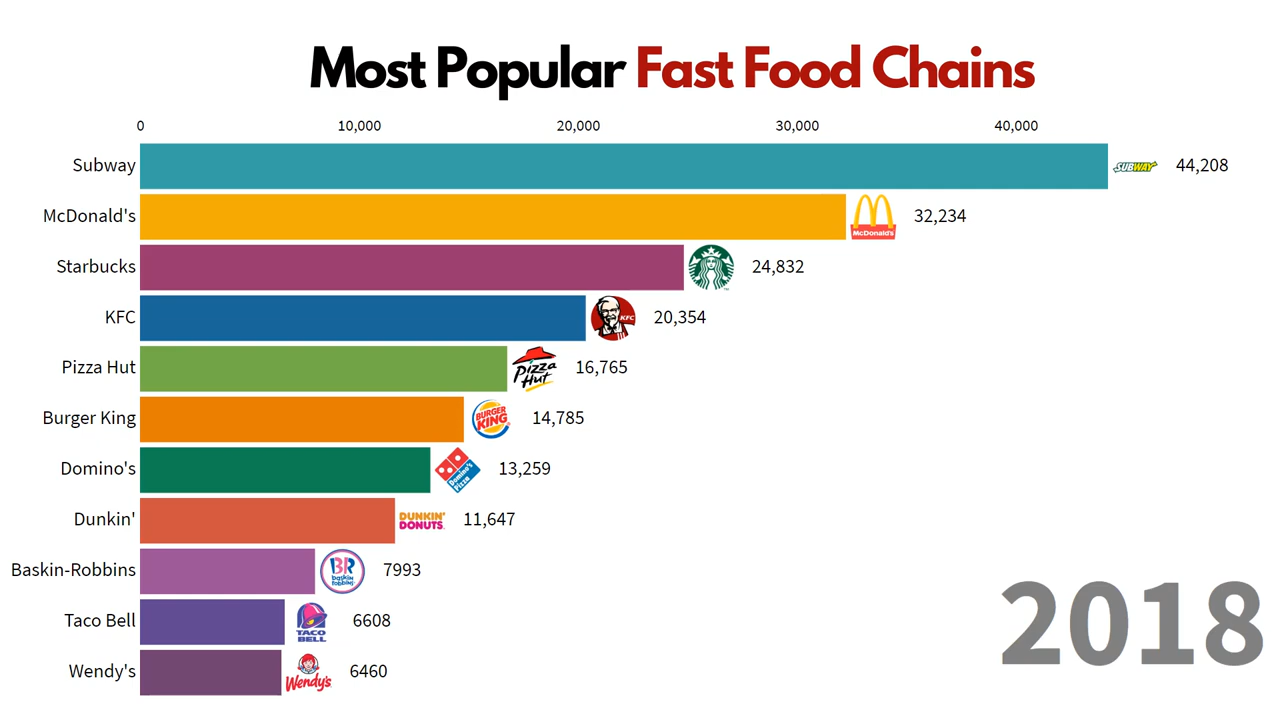 Most Popular Fast Food Chains
0 10,000 20,000 30,000 40,000
Subway SUBWAY 44,208
McDonald's McDonald's 32,234
Starbucks 24,832
KFC KFC 20,354
Pizza Hut Pizza Hut 16,765
Burger King BURGER KING 14,785
Domino's Domino's Pizza 13,259
Dunkin' DUNKIN' DONUTS 11,647
Baskin-Robbins BR baskin robbins 7993
Taco Bell TACO BELL 6608
Wendy's Wendy's 6460
2018